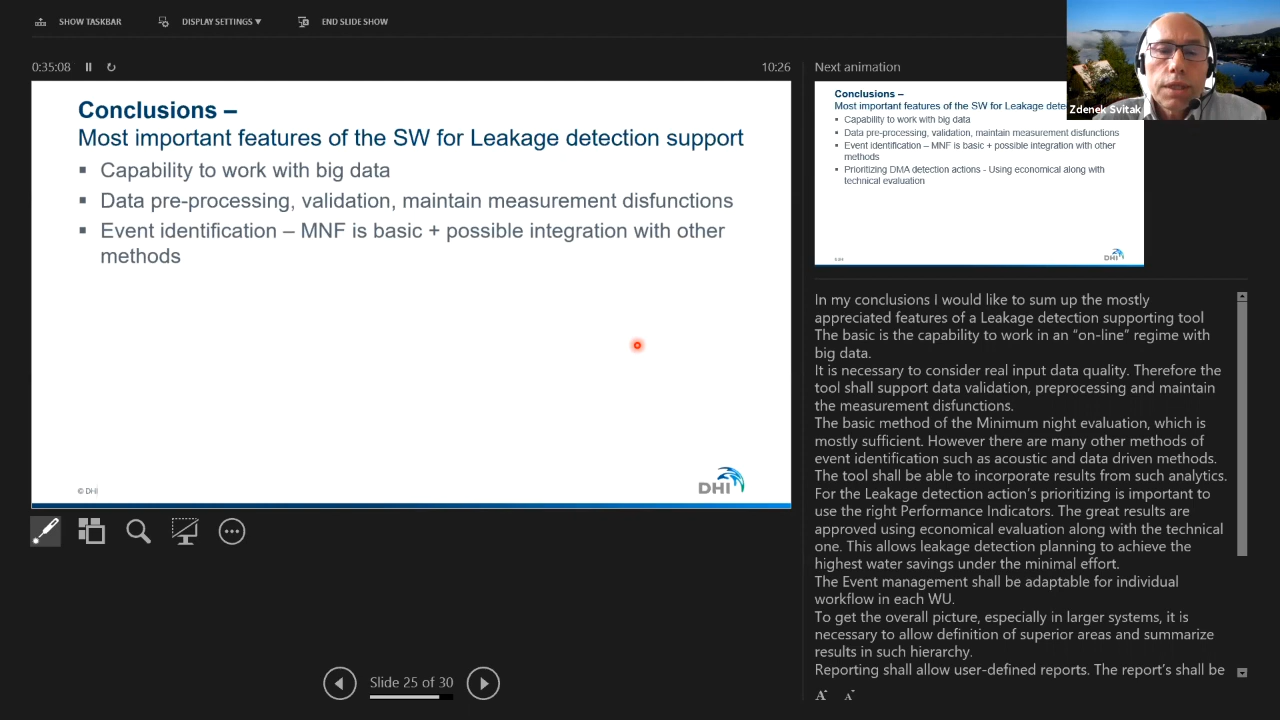 SHOW TASKBAR
DISPLAY SETTINGS ▼
END SLIDE SHOW
0:35:08
10:26
Conclusions –
Most important features of the SW for Leakage detection support
▪ Capability to work with big data
▪ Data pre-processing, validation, maintain measurement disfunctions
▪ Event identification – MNF is basic + possible integration with other
methods
© DHI
DHI
Slide 25 of 30
Next animation
Zdenek Svitak
Conclusions –
Most important features of the SW for Leakage dete
▪ Capability to work with big data
▪ Data pre-processing, validation, maintain measurement disfunctions
▪ Event identification – MNF is basic + possible integration with other
methods
▪ Prioritizing DMA detection actions - Using economical along with
technical evaluation
DHI
In my conclusions I would like to sum up the mostly
appreciated features of a Leakage detection supporting tool
The basic is the capability to work in an “on-line” regime with
big data.
It is necessary to consider real input data quality. Therefore the
tool shall support data validation, preprocessing and maintain
the measurement disfunctions.
The basic method of the Minimum night evaluation, which is
mostly sufficient. However there are many other methods of
event identification such as acoustic and data driven methods.
The tool shall be able to incorporate results from such analytics.
For the Leakage detection action’s prioritizing is important to
use the right Performance Indicators. The great results are
approved using economical evaluation along with the technical
one. This allows leakage detection planning to achieve the
highest water savings under the minimal effort.
The Event management shall be adaptable for individual
workflow in each WU.
To get the overall picture, especially in larger systems, it is
necessary to allow definition of superior areas and summarize
results in such hierarchy.
Reporting shall allow user-defined reports. The report’s shall be
A A